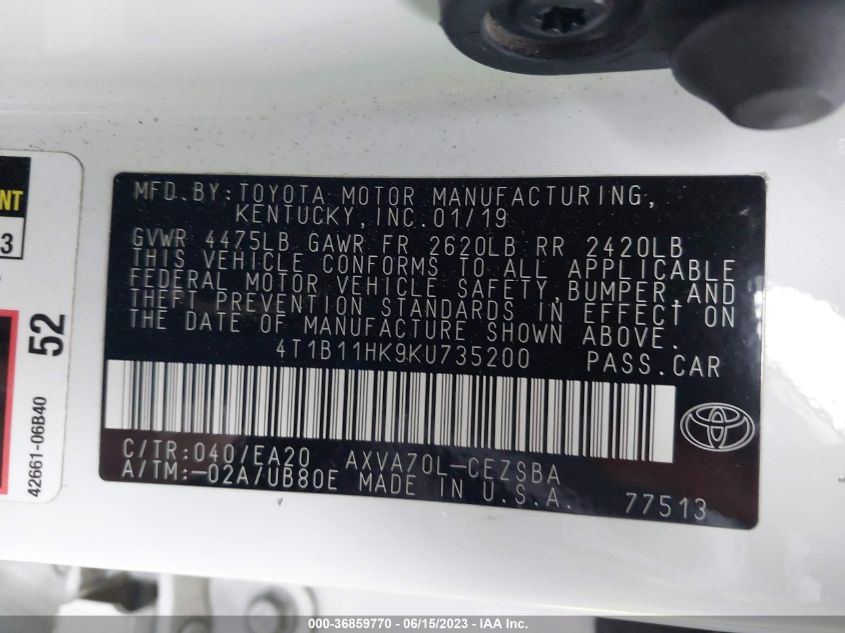 MFD.BY:TOYOTA MOTOR MANUFACTURING,
KENTUCKY,INC.01/19
GVWR 4475LB GAWR FR 2620LB RR 2420LB
THIS VEHICLE CONFORMS TO ALL APPLICABLE
FEDERAL MOTOR VEHICLE SAFETY,BUMPER,AND
THEFT PREVENTION STANDARDS IN EFFECT ON
THE DATE OF MANUFACTURE SHOWN ABOVE.
4T1B11HK9KU735200 PASS.CAR
C/TR:040/EA20 AXVA70L-CEZSBA
A/TM:-02A/UB80E MADE IN U.S.A. 77513
3
52
42661-06B40
000-36859770 - 06/15/2023 - IAA Inc.